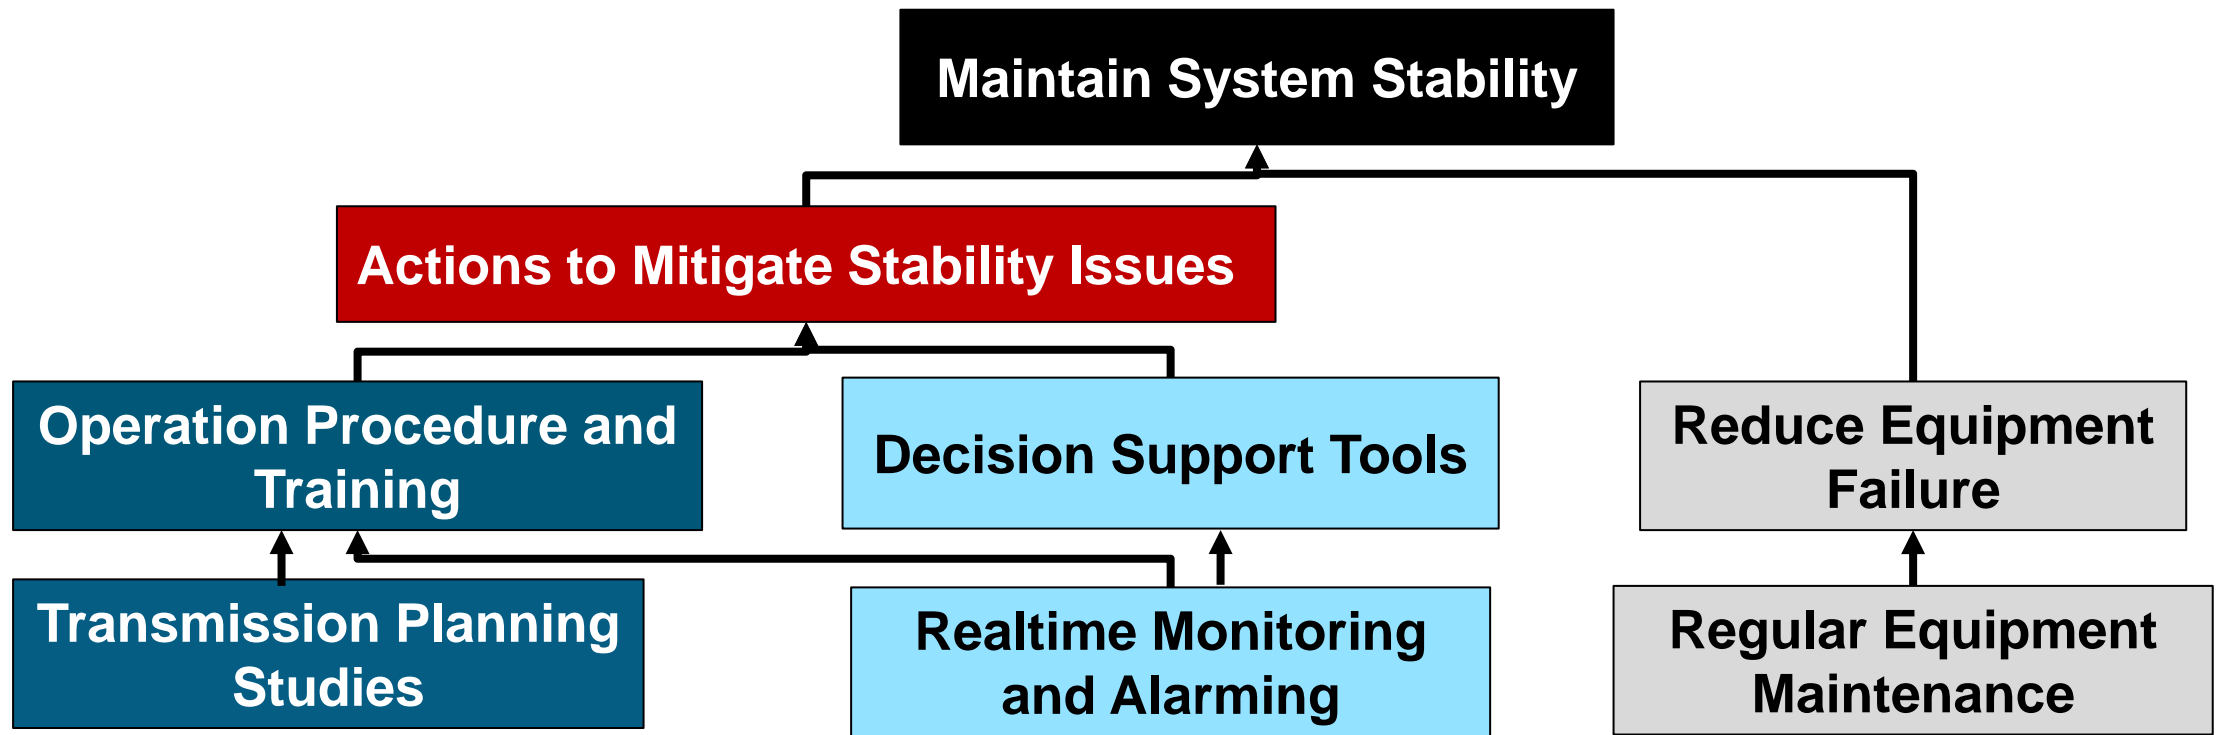 Maintain System Stability
Actions to Mitigate Stability Issues
Operation Procedure and
Training
Decision Support Tools
Reduce Equipment
Failure
Transmission Planning
Studies
Realtime Monitoring
and Alarming
Regular Equipment
Maintenance